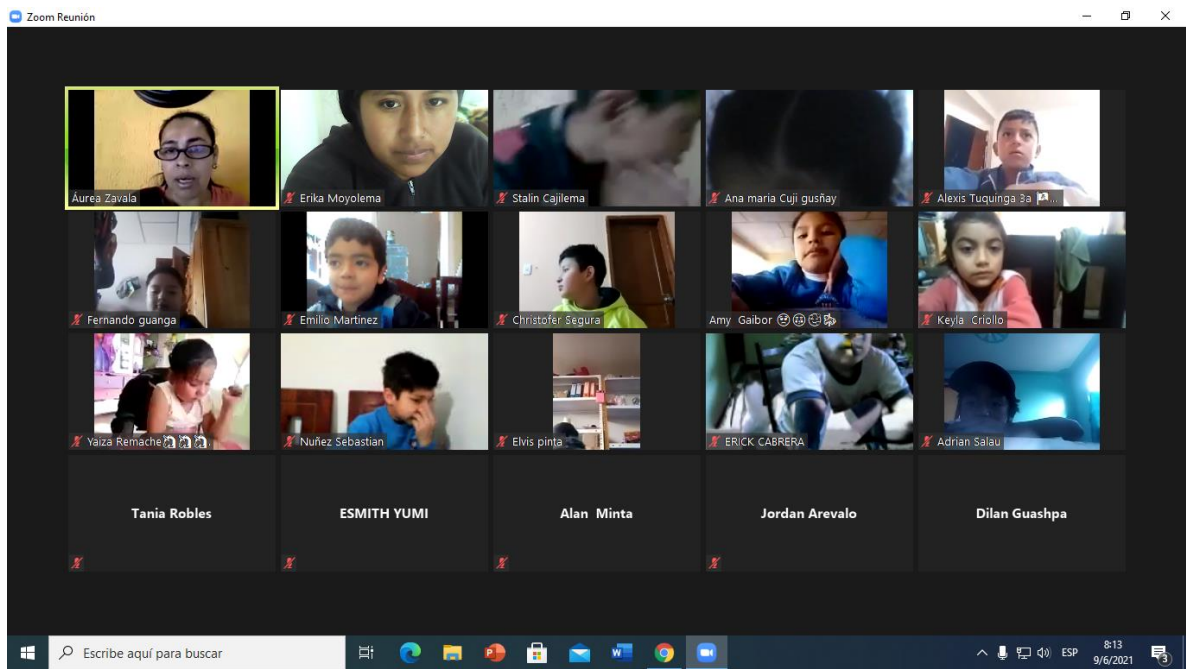 Zoom Reunión
Áurea Zavala
Erika Moyolema
Stalin Cajilema
Ana maria Cuji gusñay
Alexis Tuquinga 3a
Fernando guanga
Emilio Martinez
Christofer Segura
Amy Gaibor
Keyla Criollo
Yaiza Remache
Nuñez Sebastian
Elvis pinta
ERICK CABRERA
Adrian Salau
Tania Robles
ESMITH YUMI
Alan Minta
Jordan Arevalo
Dilan Guashpa
Escribe aquí para buscar
ESP
8:13
9/6/2021
3